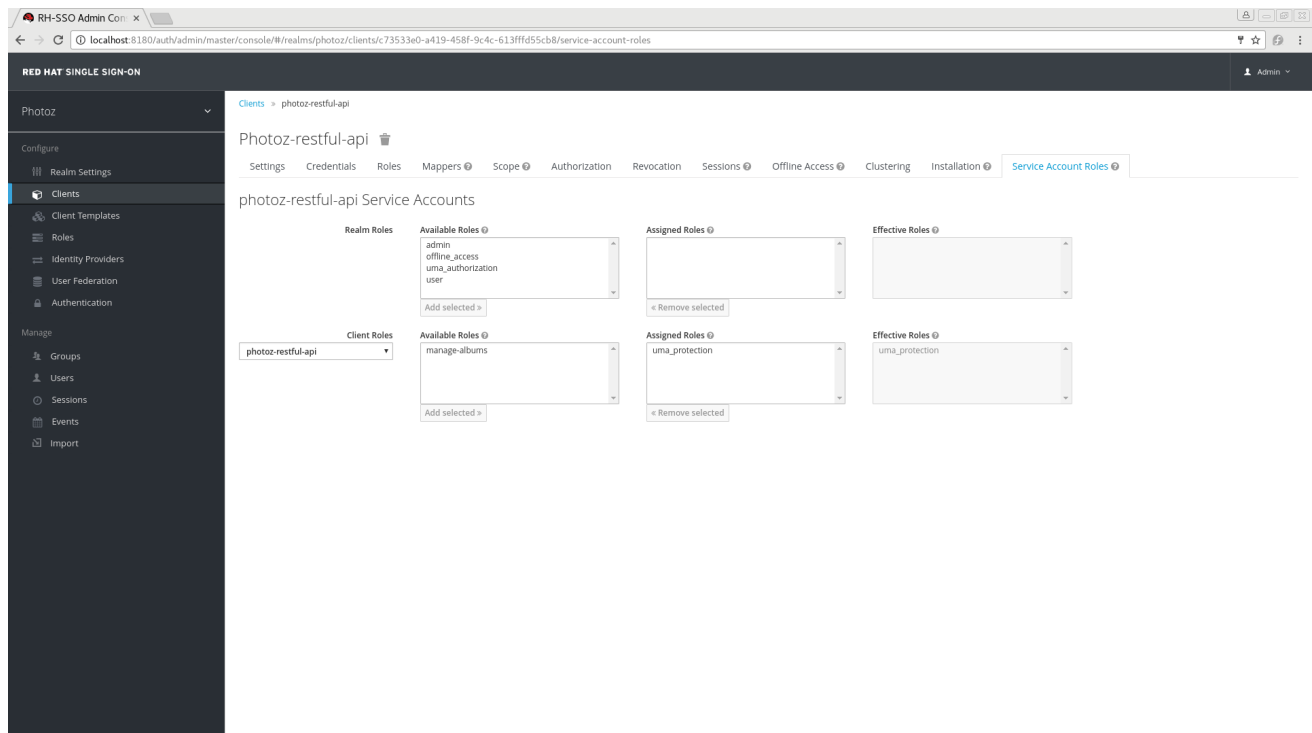 RH-SSO Admin Con
localhost:8180/auth/admin/master/console/#/realms/photoz/clients/c73533e0-a419-458f-9c4c-613fffd55cb8/service-account-roles
RED HAT SINGLE SIGN-ON
Admin
Photoz
Clients » photoz-restful-api
Photoz-restful-api
Configure
Settings Credentials Roles Mappers Scope Authorization Revocation Sessions Offline Access Clustering Installation Service Account Roles
Realm Settings
Clients
photoz-restful-api Service Accounts
Client Templates
Roles
Identity Providers
User Federation
Authentication
Realm Roles Available Roles Assigned Roles Effective Roles
admin
offline_access
uma_authorization
user
Add selected » « Remove selected
Manage
Groups
Users
Sessions
Events
Import
Client Roles Available Roles Assigned Roles Effective Roles
photoz-restful-api manage-albums uma_protection uma_protection
Add selected » « Remove selected